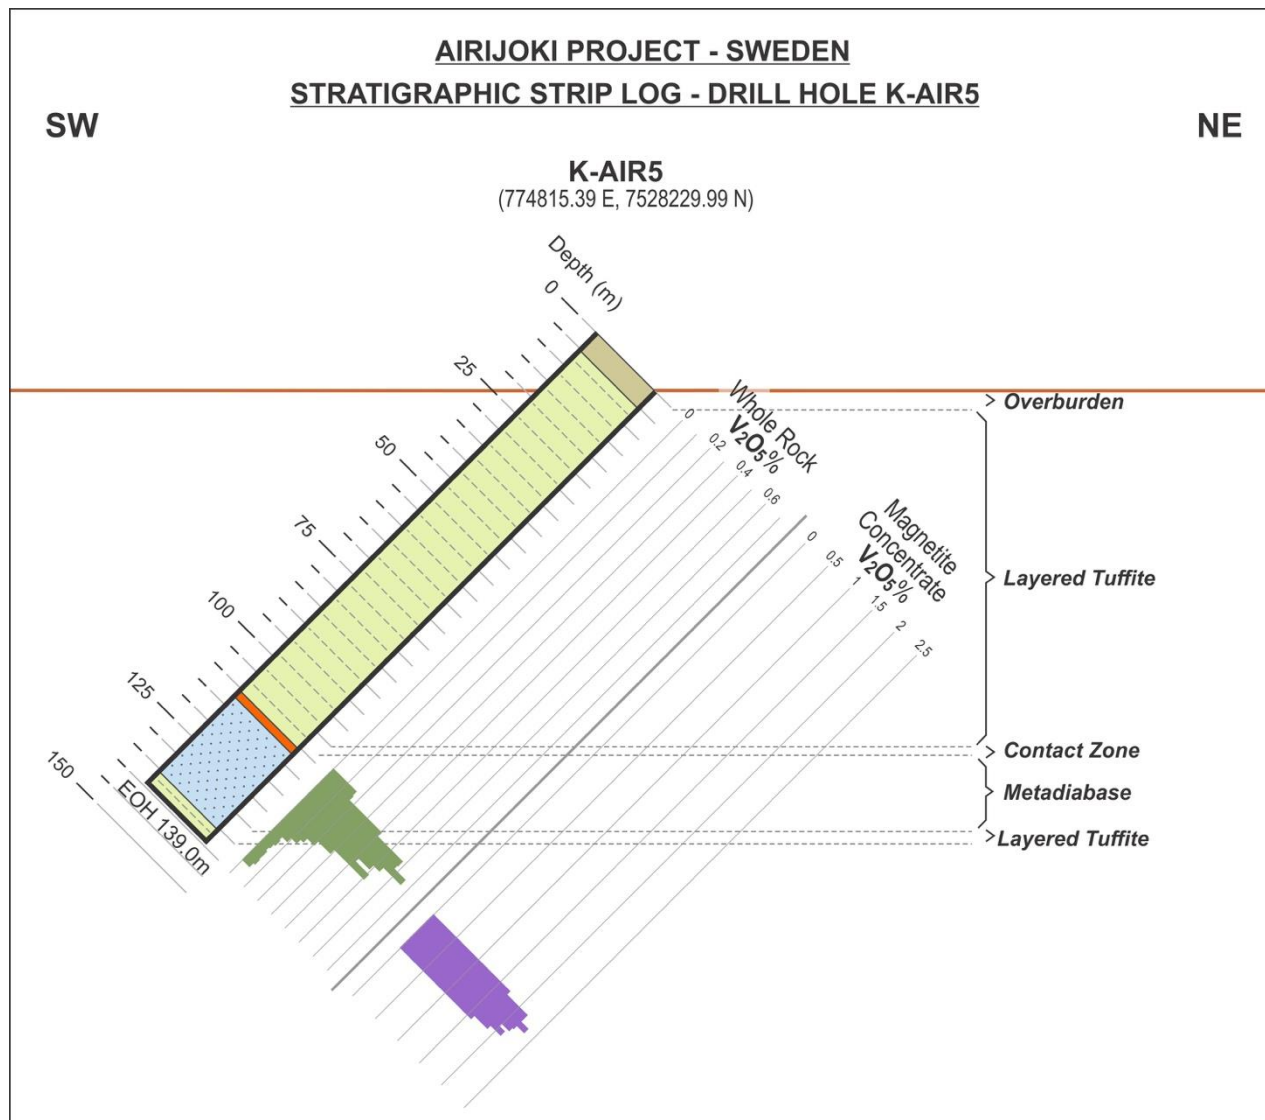 AIRIJOKI PROJECT - SWEDEN
STRATIGRAPHIC STRIP LOG - DRILL HOLE K-AIR5
SW
NE
K-AIR5
(774815.39 E, 7528229.99 N)
Depth (m)
0
25
50
75
100
125
150
EOH 139.0m
Whole Rock
V₂O₅%
0
0.2
0.4
0.6
Magnetite
Concentrate
V₂O₅%
0
0.5
1
1.5
2
2.5
Overburden
Layered Tuffite
Contact Zone
Metadiabase
Layered Tuffite